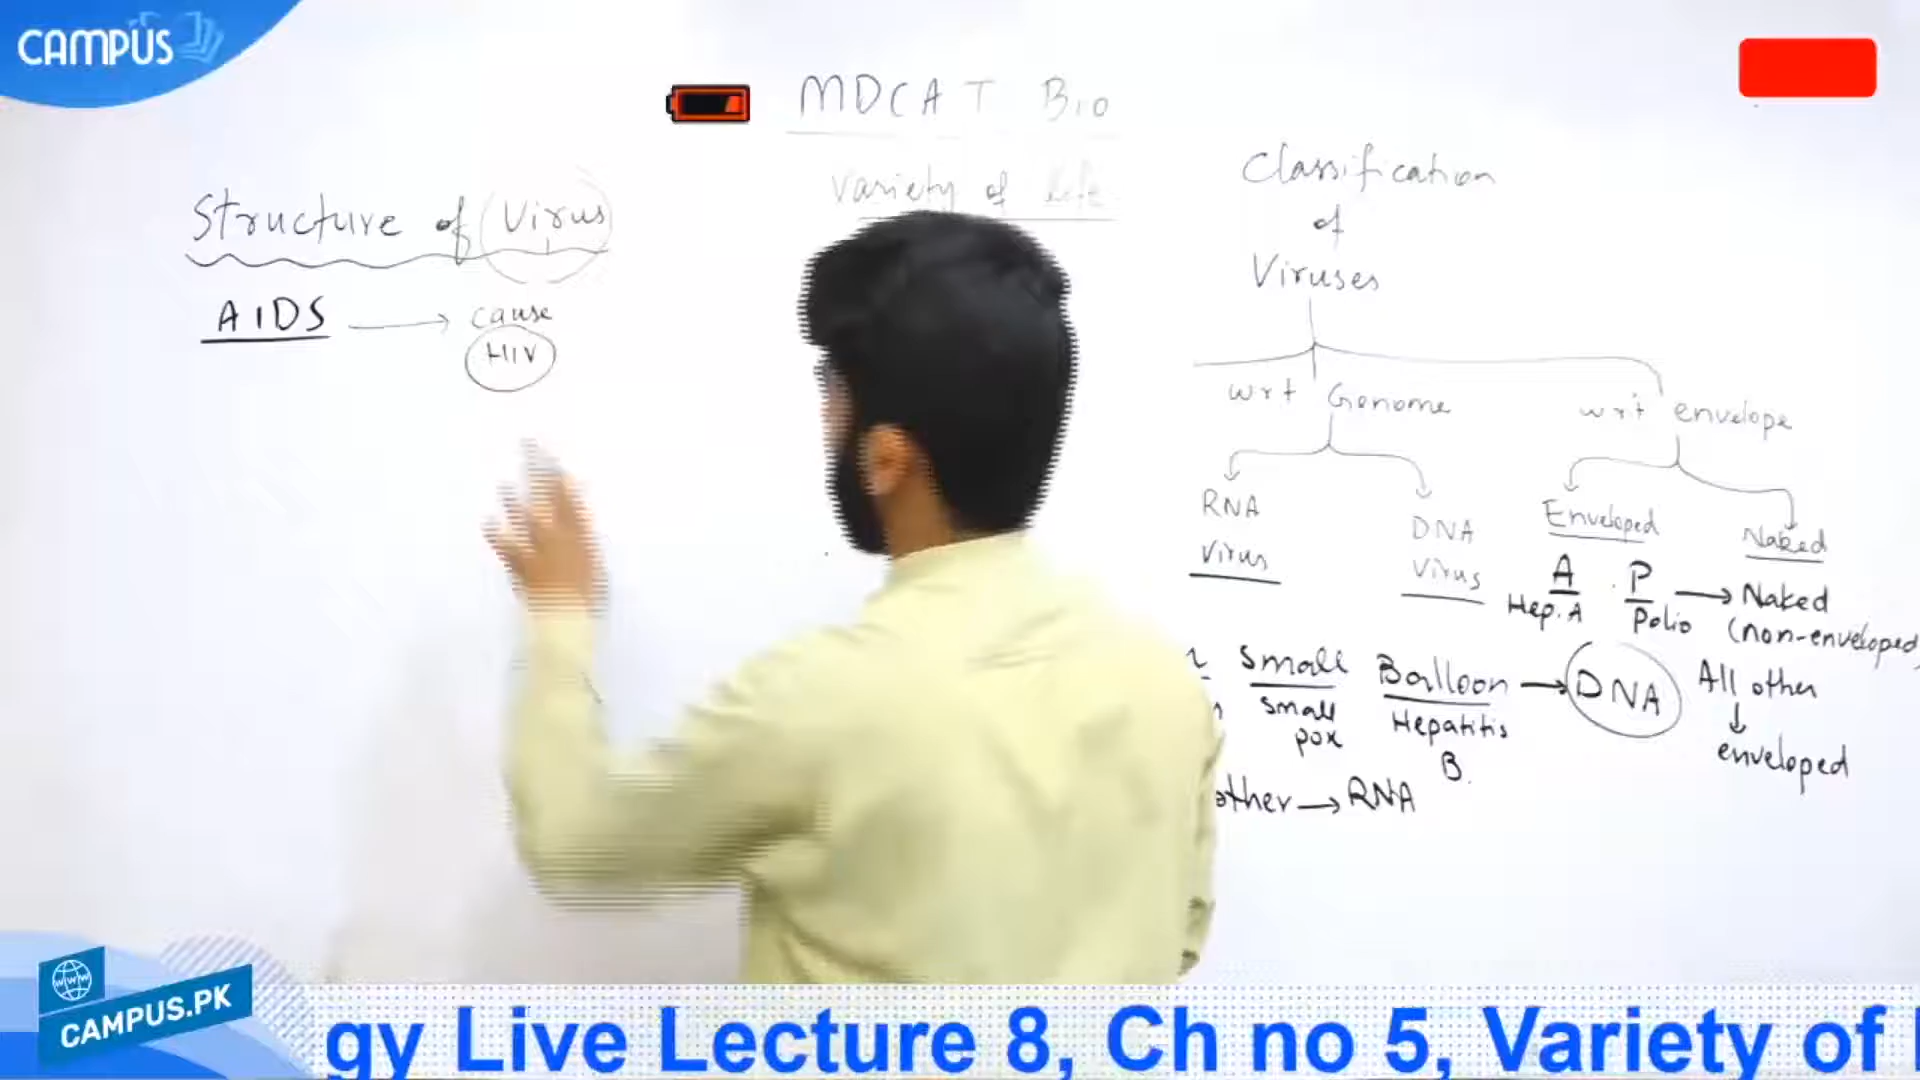 CAMPUS
MDCAT Bio
Variety of life
Structure of Virus
AIDS → cause
HIV
Classification
of
Viruses
wrt Genome
wrt envelope
RNA
Virus
DNA
Virus
Enveloped
Naked
A
Hep. A
P → Naked
Polio (non-enveloped)
Small Balloon → DNA
Small
pox
Hepatitis
B.
other → RNA
All other
↓
enveloped
www
CAMPUS.PK
gy Live Lecture 8, Ch no 5, Variety of